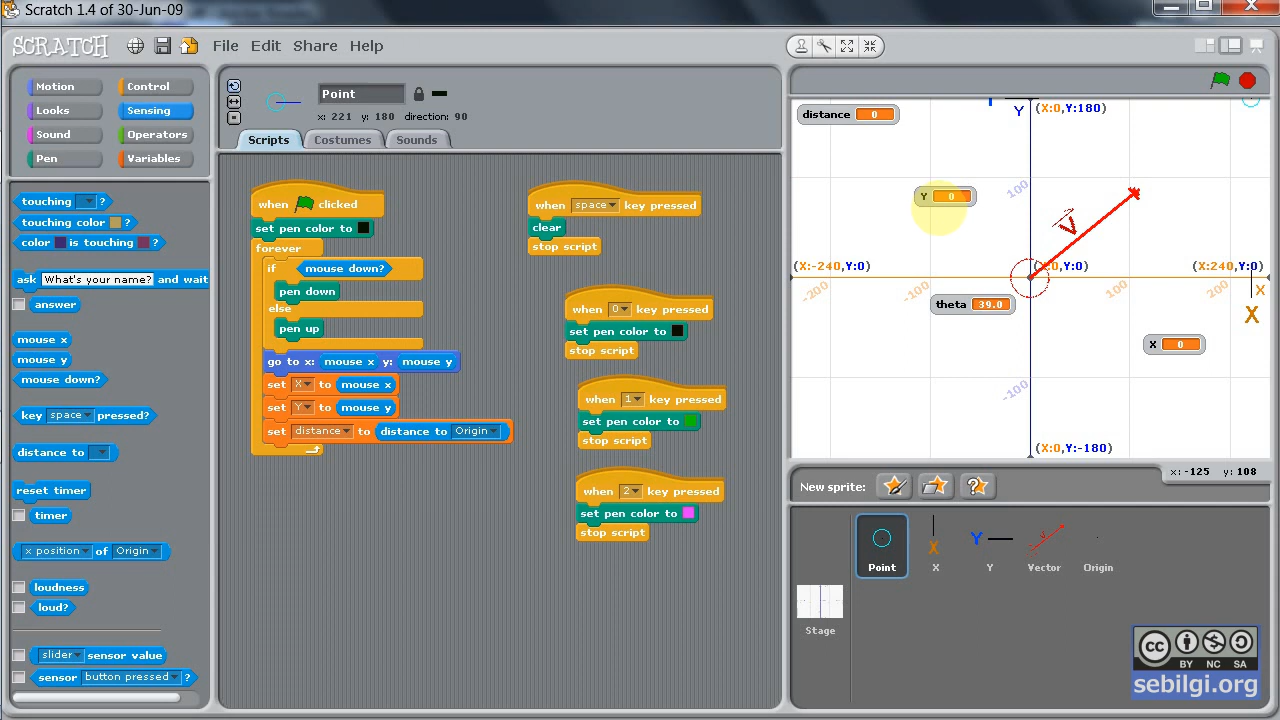 Scratch 1.4 of 30-Jun-09
SCRATCH File Edit Share Help
Motion Control
Looks Sensing
Sound Operators
Pen Variables
touching ?
touching color ?
color is touching ?
ask What's your name? and wait
answer
mouse x
mouse y
mouse down?
key space pressed?
distance to
reset timer
timer
x position of Origin
loudness
loud?
slider sensor value
sensor button pressed ?
Point
x: 221 y: 180 direction: 90
Scripts Costumes Sounds
when clicked
set pen color to
forever
if mouse down?
pen down
else
pen up
go to x: mouse x y: mouse y
set X to mouse x
set Y to mouse y
set distance to distance to Origin
when space key pressed
clear
stop script
when 0 key pressed
set pen color to
stop script
when 1 key pressed
set pen color to
stop script
when 2 key pressed
set pen color to
stop script
distance 0
Y (X:0,Y:180)
100
Y 0
V
(X:-240,Y:0) (X:0,Y:0) (X:240,Y:0)
-200 -100 100 200 X
theta 39.0
X
X 0
-100
(X:0,Y:-180)
x: -125 y: 108
New sprite:
Point X Y Vector Origin
Y X V
Stage
cc BY NC SA
sebilgi.org